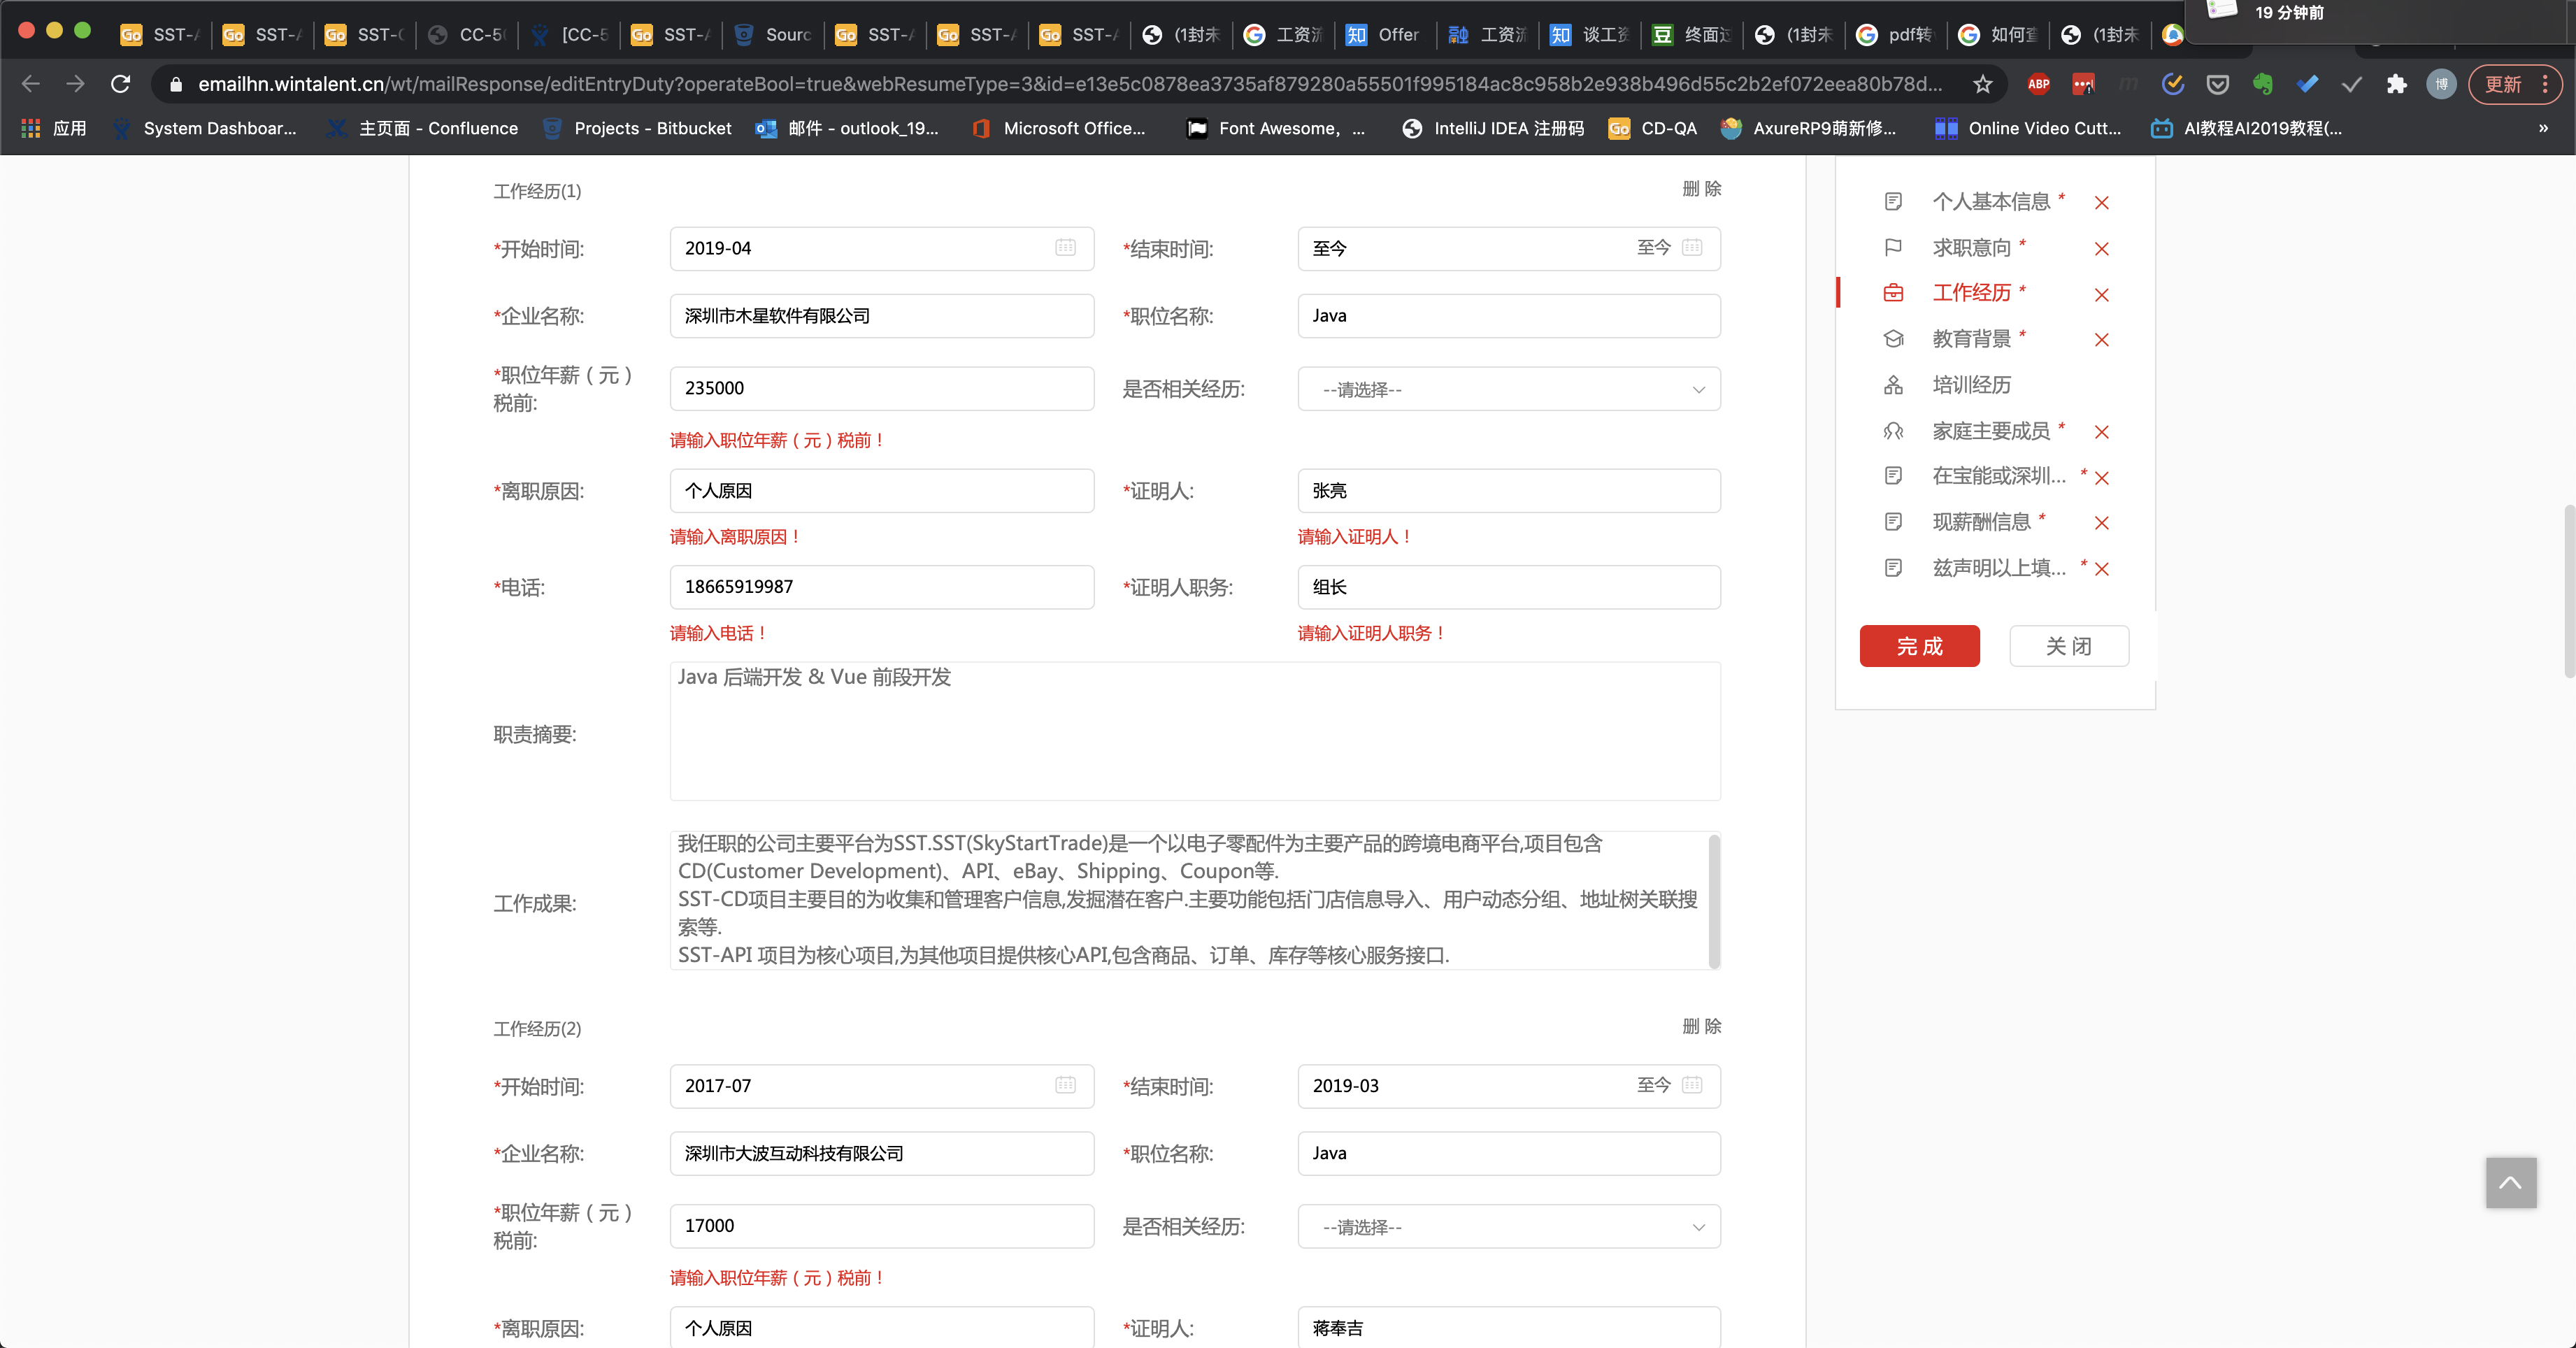 19 分钟前
SST-
SST-
SST-
CC-5
[CC-5
SST-
Sourc
SST-
SST-
SST-
(1封未
工资流
Offer
工资流
谈工资
终面过
(1封未
pdf转
如何查
(1封未
emailhn.wintalent.cn/wt/mailResponse/editEntryDuty?operateBool=true&webResumeType=3&id=e13e5c0878ea3735af879280a55501f995184ac8c958b2e938b496d55c2b2ef072eea80b78d...
ABP
博
更新
应用
System Dashboar...
主页面 - Confluence
Projects - Bitbucket
邮件 - outlook_19...
Microsoft Office...
Font Awesome, ...
IntelliJ IDEA 注册码
CD-QA
AxureRP9萌新修...
Online Video Cutt...
AI教程AI2019教程(...
»
工作经历(1)
删 除
*开始时间: 2019-04
*结束时间: 至今 至今
*企业名称: 深圳市木星软件有限公司
*职位名称: Java
*职位年薪（元）
税前:
235000
是否相关经历: --请选择--
请输入职位年薪（元）税前！
*离职原因: 个人原因
*证明人: 张亮
请输入离职原因！
请输入证明人！
*电话: 18665919987
*证明人职务: 组长
请输入电话！
请输入证明人职务！
职责摘要:
Java 后端开发 & Vue 前段开发
工作成果:
我任职的公司主要平台为SST.SST(SkyStartTrade)是一个以电子零配件为主要产品的跨境电商平台,项目包含
CD(Customer Development)、API、eBay、Shipping、Coupon等.
SST-CD项目主要目的为收集和管理客户信息,发掘潜在客户.主要功能包括门店信息导入、用户动态分组、地址树关联搜
索等.
SST-API 项目为核心项目,为其他项目提供核心API,包含商品、订单、库存等核心服务接口.
工作经历(2)
删 除
*开始时间: 2017-07
*结束时间: 2019-03 至今
*企业名称: 深圳市大波互动科技有限公司
*职位名称: Java
*职位年薪（元）
税前:
17000
是否相关经历: --请选择--
请输入职位年薪（元）税前！
*离职原因: 个人原因
*证明人: 蒋奉吉
个人基本信息 *
求职意向 *
工作经历 *
教育背景 *
培训经历
家庭主要成员 *
在宝能或深圳... *
现薪酬信息 *
兹声明以上填... *
完 成
关 闭